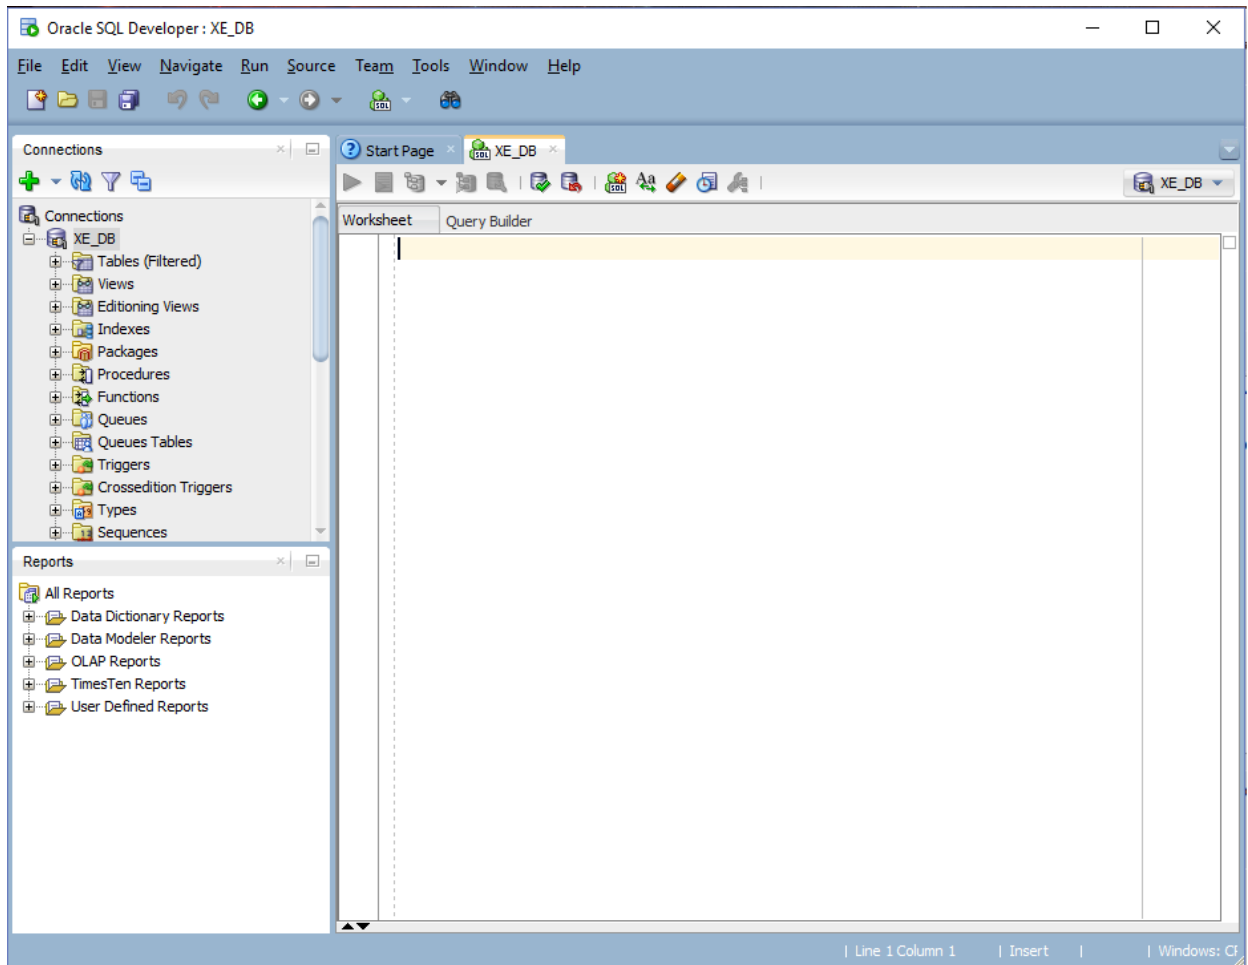 Oracle SQL Developer : XE_DB
File Edit View Navigate Run Source Team Tools Window Help
Connections
Start Page
XE_DB
XE_DB
Connections
XE_DB
Tables (Filtered)
Views
Editioning Views
Indexes
Packages
Procedures
Functions
Queues
Queues Tables
Triggers
Crossedition Triggers
Types
Sequences
Worksheet Query Builder
Reports
All Reports
Data Dictionary Reports
Data Modeler Reports
OLAP Reports
TimesTen Reports
User Defined Reports
| Line 1 Column 1 | Insert | | Windows: